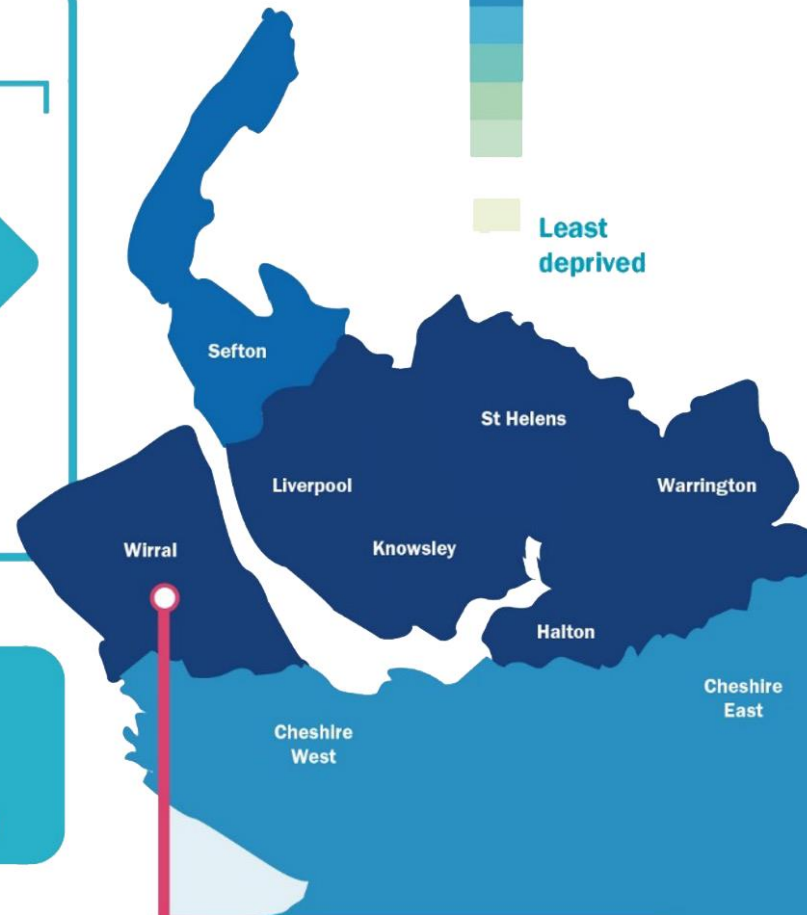 Least
deprived
Sefton
St Helens
Liverpool
Warrington
Wirral
Knowsley
Halton
Cheshire
East
Cheshire
West